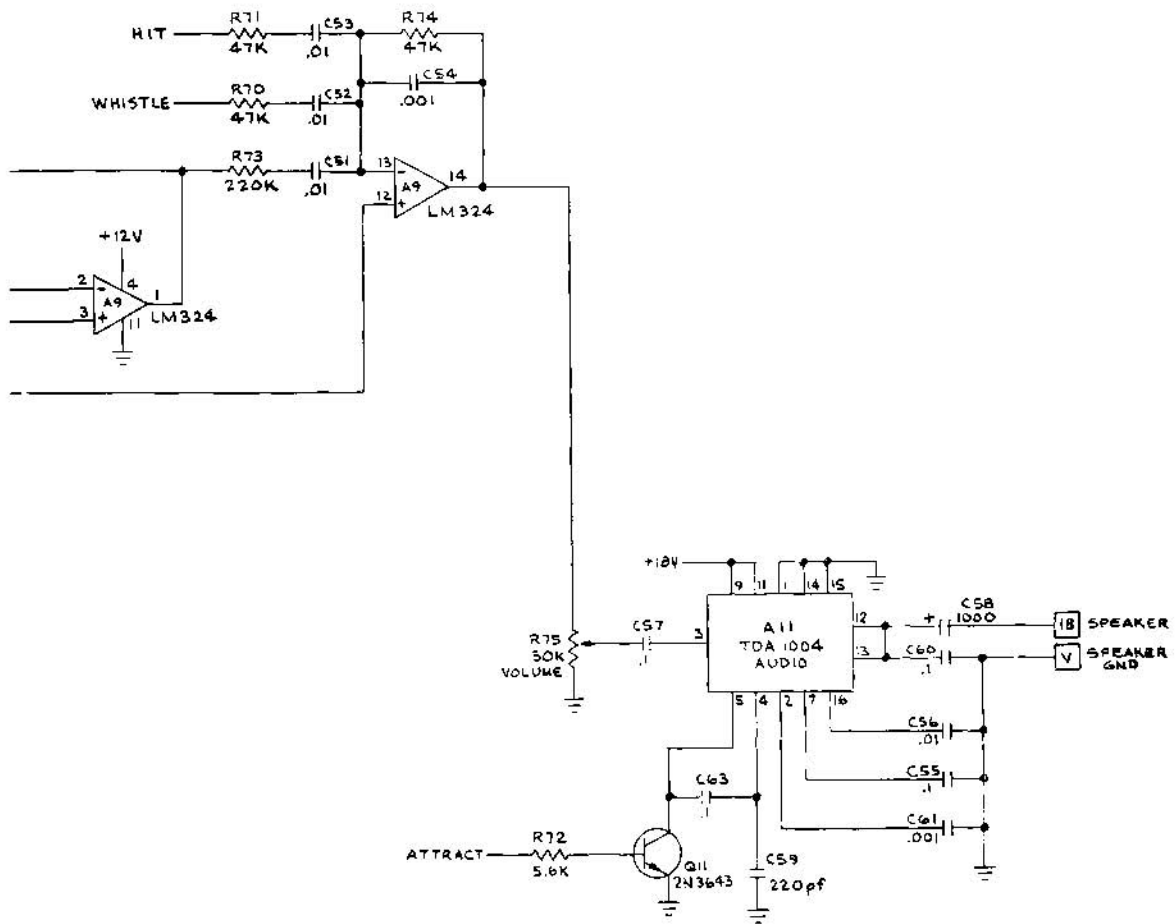 R71
C53
R74
HIT
47K
.01
47K
C54
.001
R70
C52
WHISTLE
47K
.01
R73
C51
220K
.01
13
-
A9
14
12
+
LM324
+12V
4
2
-
A9
1
3
+
11
LM324
+18V
9
11
1
14
15
R75
VOLUME
C57
.1
3
A11
TDA 1004
AUDIO
12
13
+
C58
1000
18
SPEAKER
C60
.1
V
SPEAKER
GND
5
4
2
7
16
C56
.01
C55
.1
C61
.001
C63
.1
ATTRACT
R72
5.6K
Q11
2N3643
C59
220pf